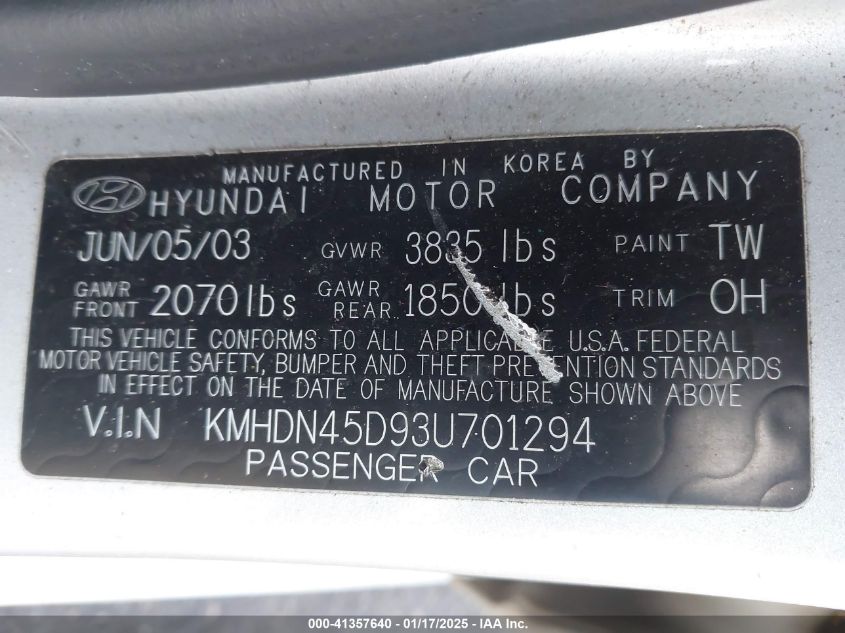 MANUFACTURED IN KOREA BY
HYUNDAI MOTOR COMPANY
JUN/05/03 GVWR 3835 lbs PAINT TW
GAWR FRONT 2070lbs GAWR REAR 1850 lbs TRIM OH
THIS VEHICLE CONFORMS TO ALL APPLICABLE U.S.A. FEDERAL
MOTOR VEHICLE SAFETY, BUMPER AND THEFT PREVENTION STANDARDS
IN EFFECT ON THE DATE OF MANUFACTURE SHOWN ABOVE
V.I.N KMHDN45D93U701294
PASSENGER CAR
000-41357640 / 01/17/2025 / IAA Inc.